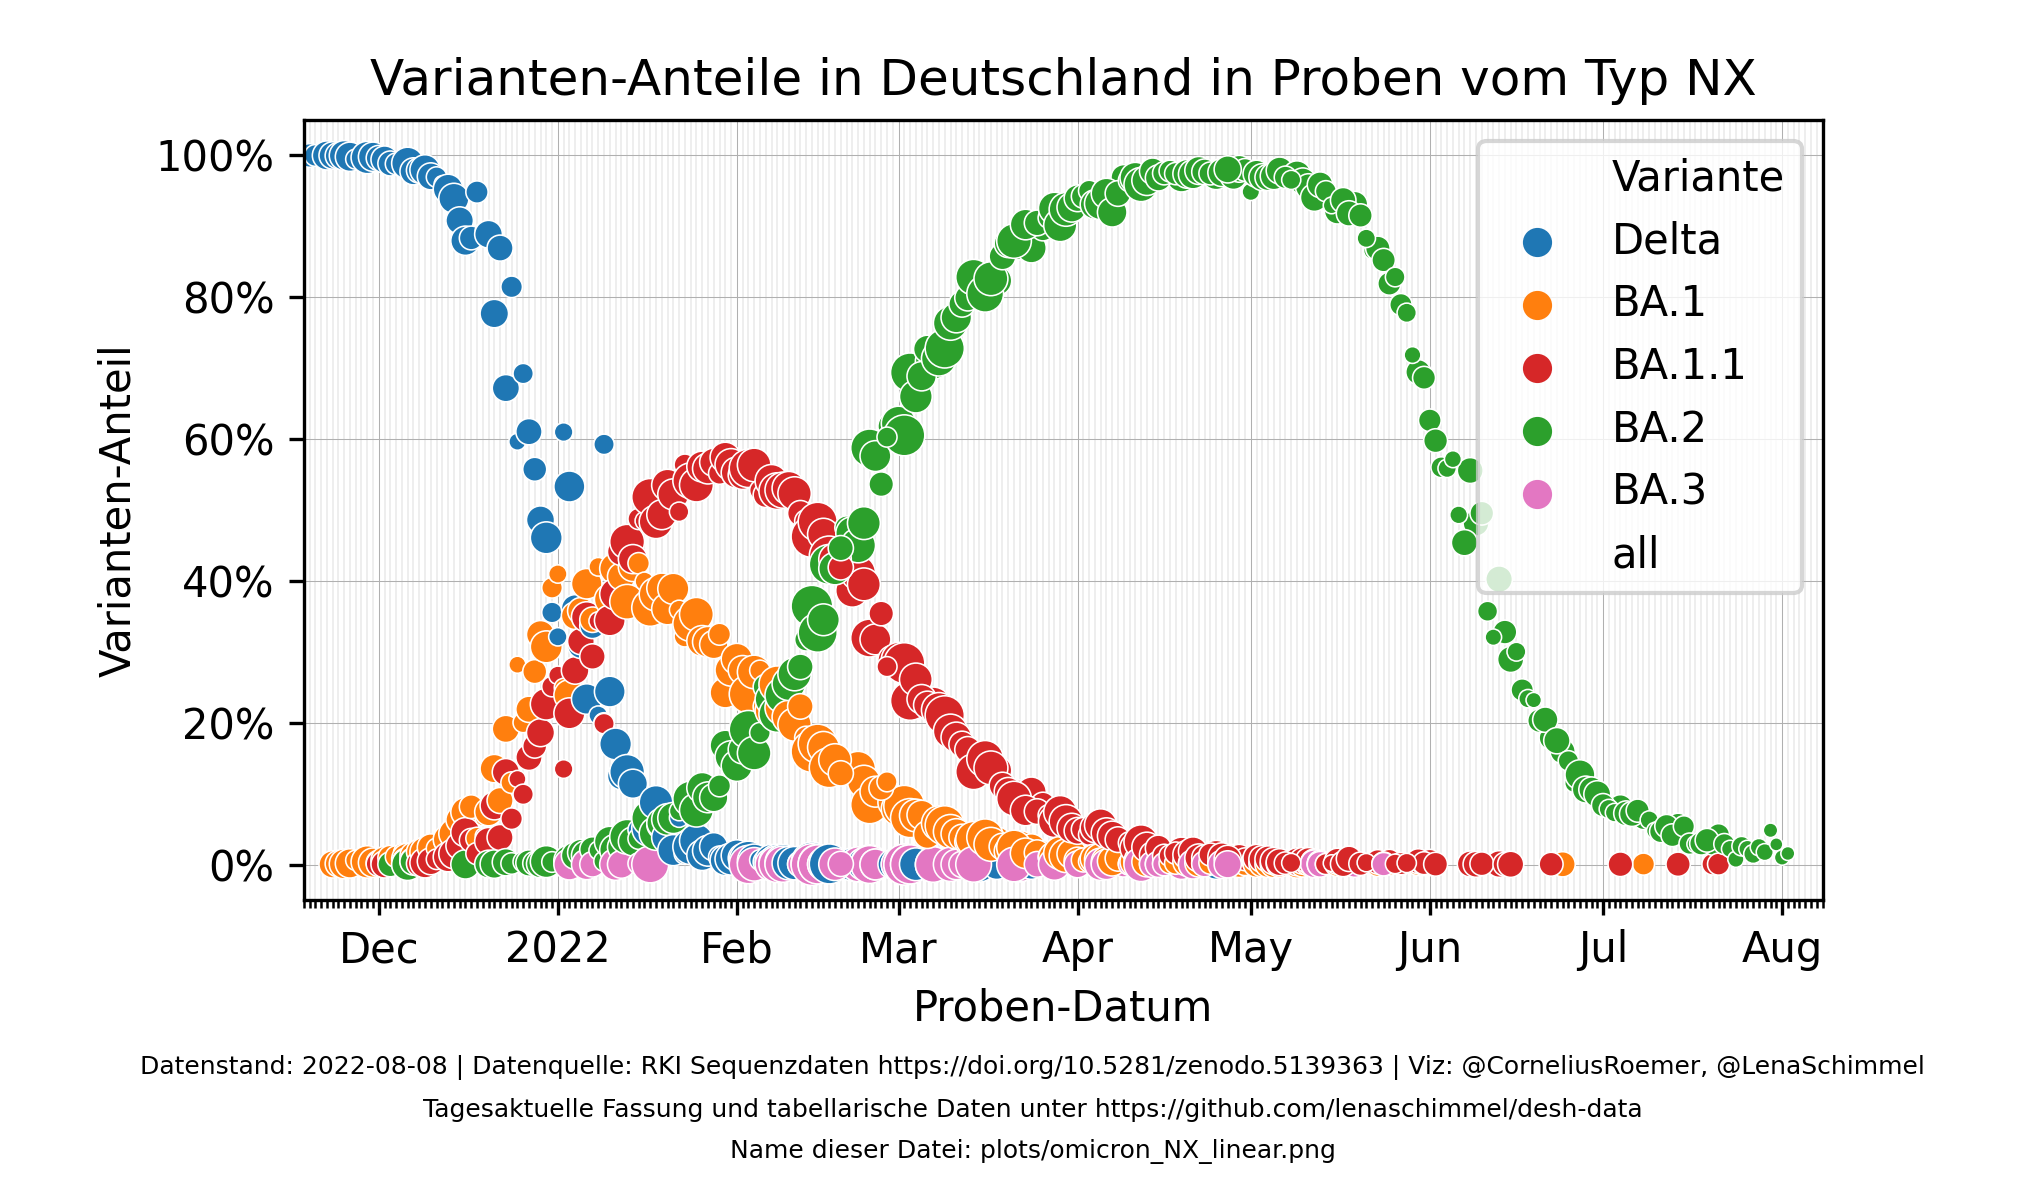 Varianten-Anteile in Deutschland in Proben vom Typ NX
100%
80%
60%
40%
20%
0%
Varianten-Anteil
Variante
Delta
BA.1
BA.1.1
BA.2
BA.3
all
Dec 2022 Feb Mar Apr May Jun Jul Aug
Proben-Datum
Datenstand: 2022-08-08 | Datenquelle: RKI Sequenzdaten https://doi.org/10.5281/zenodo.5139363 | Viz: @CorneliusRoemer, @LenaSchimmel
Tagesaktuelle Fassung und tabellarische Daten unter https://github.com/lenaschimmel/desh-data
Name dieser Datei: plots/omicron_NX_linear.png